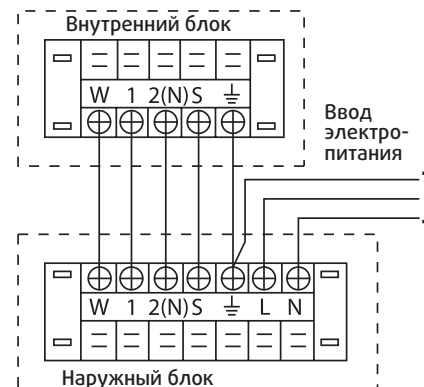 Внутренний блок
W 1 2(N) S ⏚
Ввод
электро-
питания
W 1 2(N) S ⏚ L N
Наружный блок